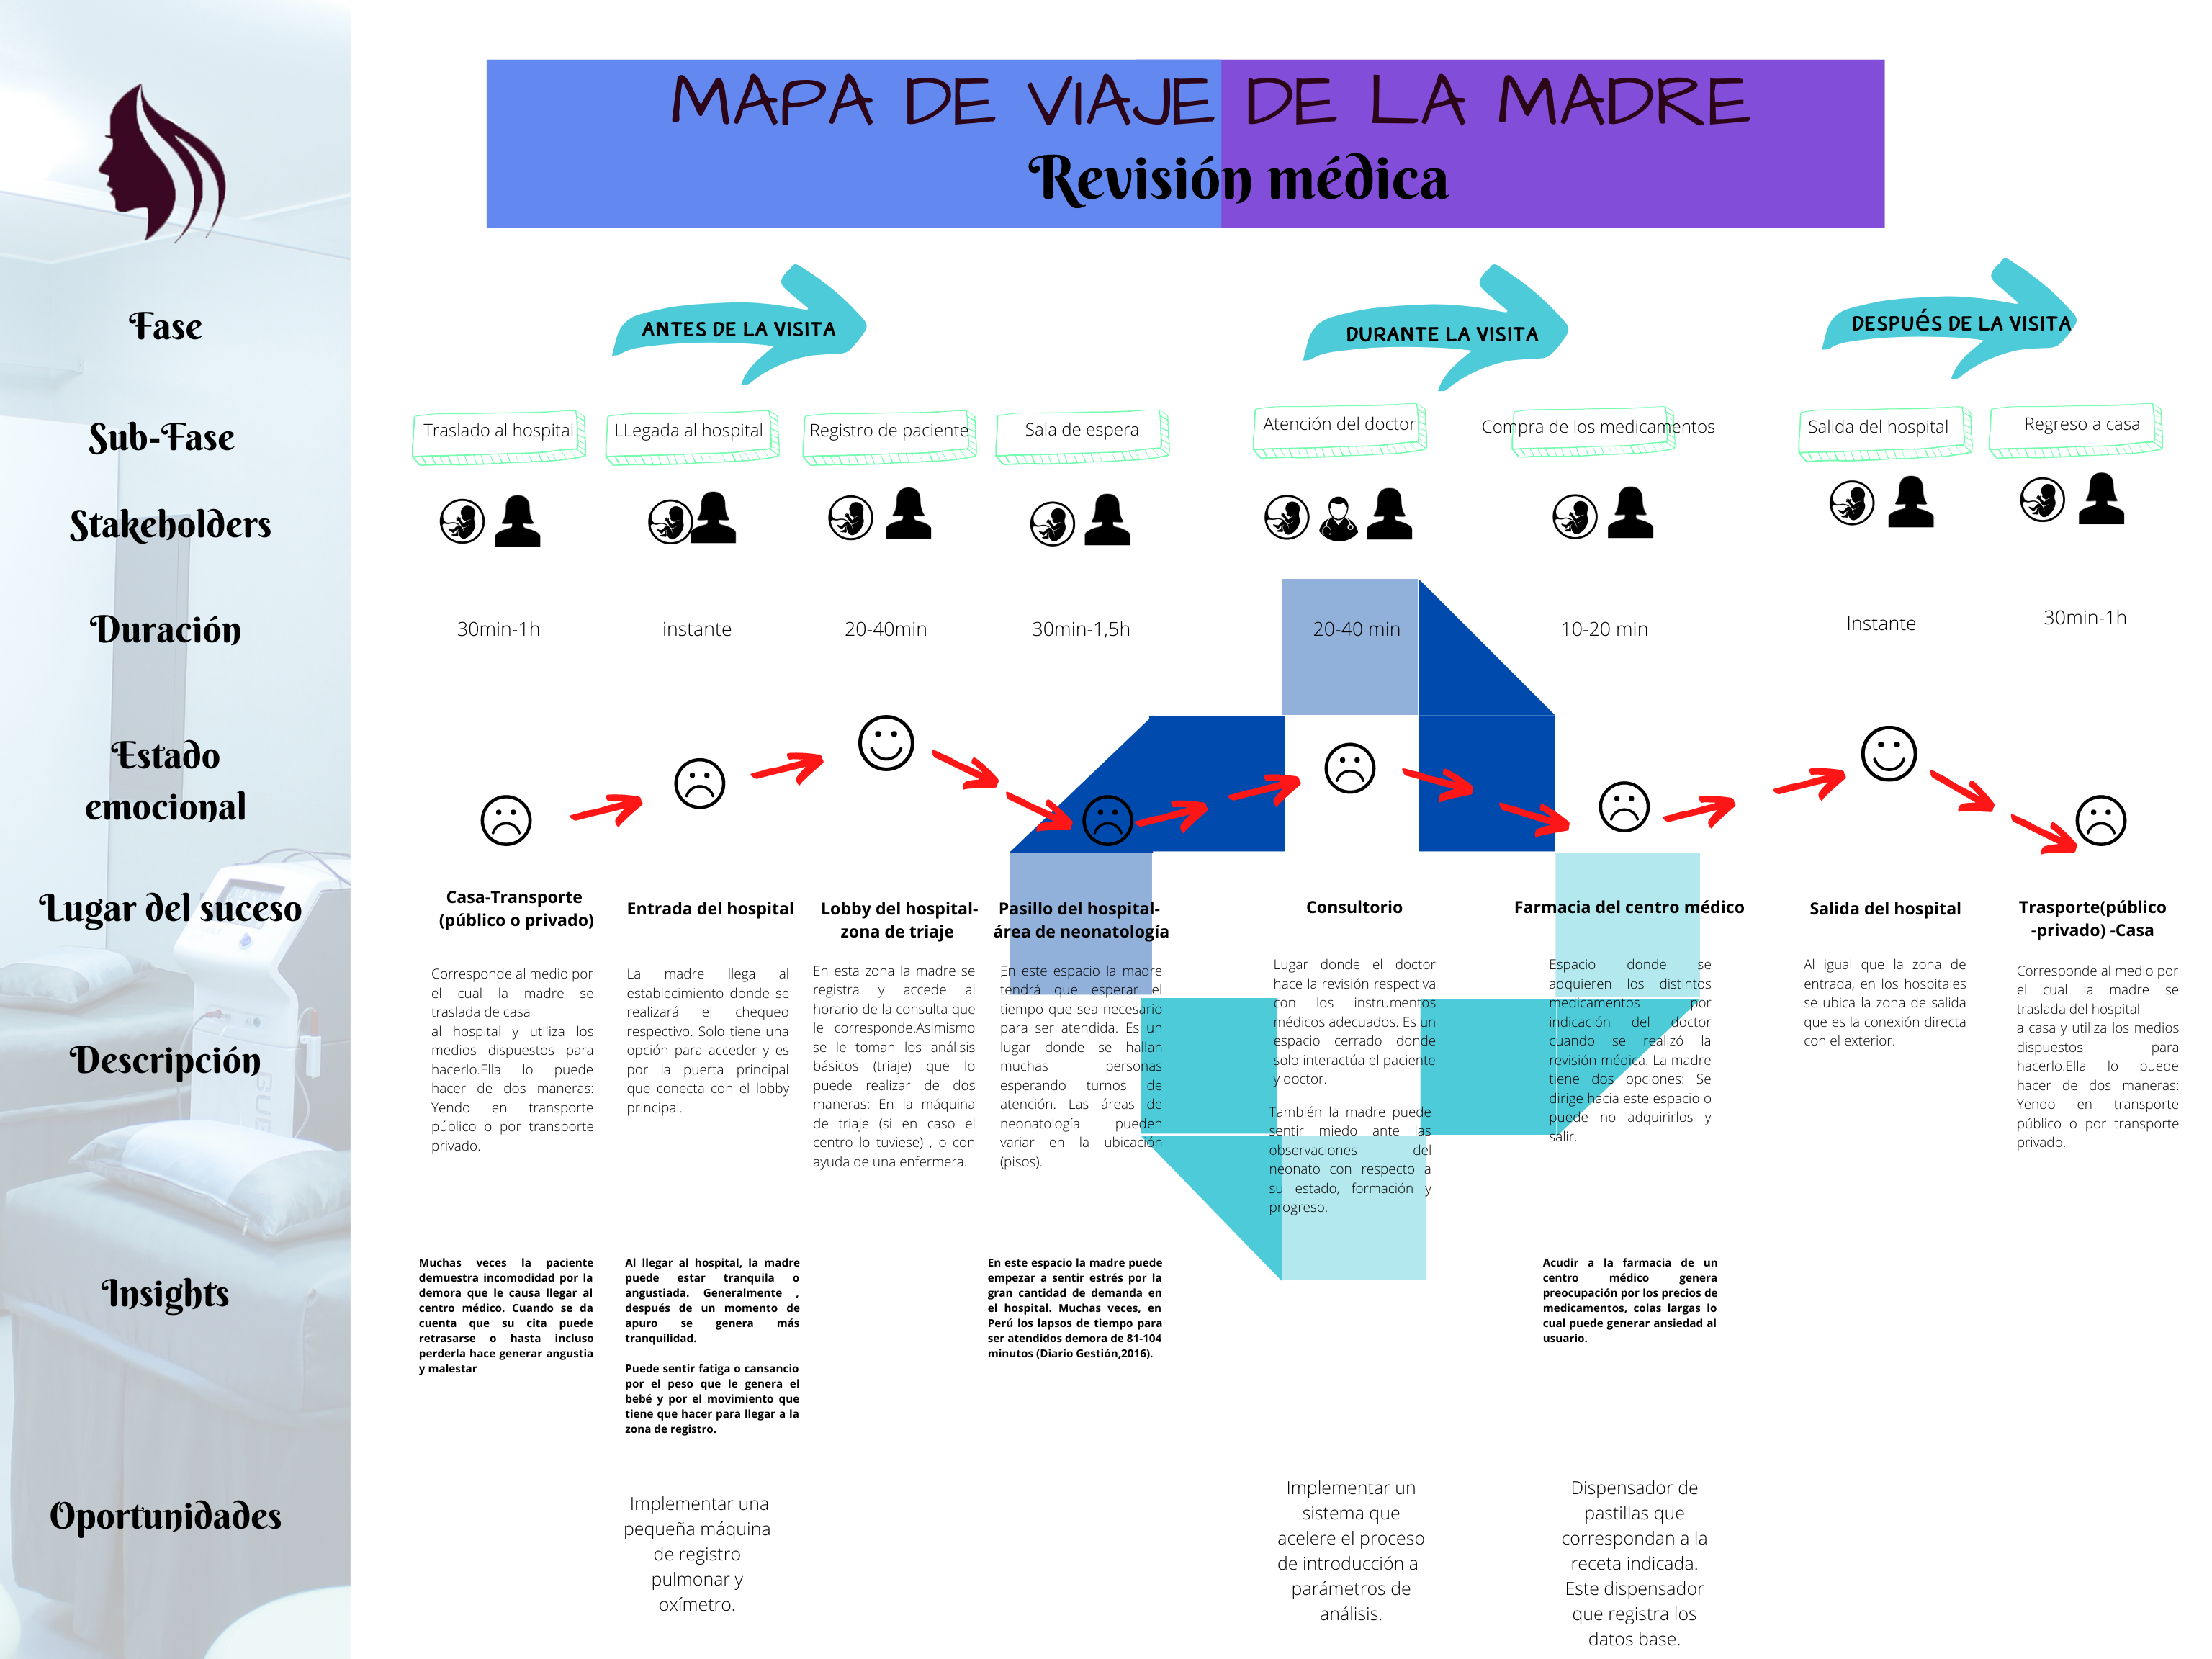 MAPA DE VIAJE DE LA MADRE
Revisión médica
Fase
ANTES DE LA VISITA
DURANTE LA VISITA
DESPUÉS DE LA VISITA
Sub-Fase
Traslado al hospital
LLegada al hospital
Registro de paciente
Sala de espera
Atención del doctor
Compra de los medicamentos
Salida del hospital
Regreso a casa
Stakeholders
Duración
30min-1h
instante
20-40min
30min-1,5h
20-40 min
10-20 min
Instante
30min-1h
Estado
emocional
Lugar del suceso
Casa-Transporte
(público o privado)
Entrada del hospital
Lobby del hospital-
zona de triaje
Pasillo del hospital-
área de neonatología
Consultorio
Farmacia del centro médico
Salida del hospital
Trasporte(público
-privado) -Casa
Descripción
Corresponde al medio por
el cual la madre se
traslada de casa
al hospital y utiliza los
medios dispuestos para
hacerlo.Ella lo puede
hacer de dos maneras:
Yendo en transporte
público o por transporte
privado.
La madre llega al
establecimiento donde se
realizará el chequeo
respectivo. Solo tiene una
opción para acceder y es
por la puerta principal
que conecta con el lobby
principal.
En esta zona la madre se
registra y accede al
horario de la consulta que
le corresponde.Asimismo
se le toman los análisis
básicos (triaje) que lo
puede realizar de dos
maneras: En la máquina
de triaje (si en caso el
centro lo tuviese) , o con
ayuda de una enfermera.
En este espacio la madre
tendrá que esperar el
tiempo que sea necesario
para ser atendida. Es un
lugar donde se hallan
muchas personas
esperando turnos de
atención. Las áreas de
neonatología pueden
variar en la ubicación
(pisos).
Lugar donde el doctor
hace la revisión respectiva
con los instrumentos
médicos adecuados. Es un
espacio cerrado donde
solo interactúa el paciente
y doctor.
También la madre puede
sentir miedo ante las
observaciones del
neonato con respecto a
su estado, formación y
progreso.
Espacio donde se
adquieren los distintos
medicamentos por
indicación del doctor
cuando se realizó la
revisión médica. La madre
tiene dos opciones: Se
dirige hacia este espacio o
puede no adquirirlos y
salir.
Al igual que la zona de
entrada, en los hospitales
se ubica la zona de salida
que es la conexión directa
con el exterior.
Corresponde al medio por
el cual la madre se
traslada del hospital
a casa y utiliza los medios
dispuestos para
hacerlo.Ella lo puede
hacer de dos maneras:
Yendo en transporte
público o por transporte
privado.
Insights
Muchas veces la paciente
demuestra incomodidad por la
demora que le causa llegar al
centro médico. Cuando se da
cuenta que su cita puede
retrasarse o hasta incluso
perderla hace generar angustia
y malestar
Al llegar al hospital, la madre
puede estar tranquila o
angustiada. Generalmente ,
después de un momento de
apuro se genera más
tranquilidad.
Puede sentir fatiga o cansancio
por el peso que le genera el
bebé y por el movimiento que
tiene que hacer para llegar a la
zona de registro.
En este espacio la madre puede
empezar a sentir estrés por la
gran cantidad de demanda en
el hospital. Muchas veces, en
Perú los lapsos de tiempo para
ser atendidos demora de 81-104
minutos (Diario Gestión,2016).
Acudir a la farmacia de un
centro médico genera
preocupación por los precios de
medicamentos, colas largas lo
cual puede generar ansiedad al
usuario.
Oportunidades
Implementar una
pequeña máquina
de registro
pulmonar y
oxímetro.
Implementar un
sistema que
acelere el proceso
de introducción a
parámetros de
análisis.
Dispensador de
pastillas que
correspondan a la
receta indicada.
Este dispensador
que registra los
datos base.